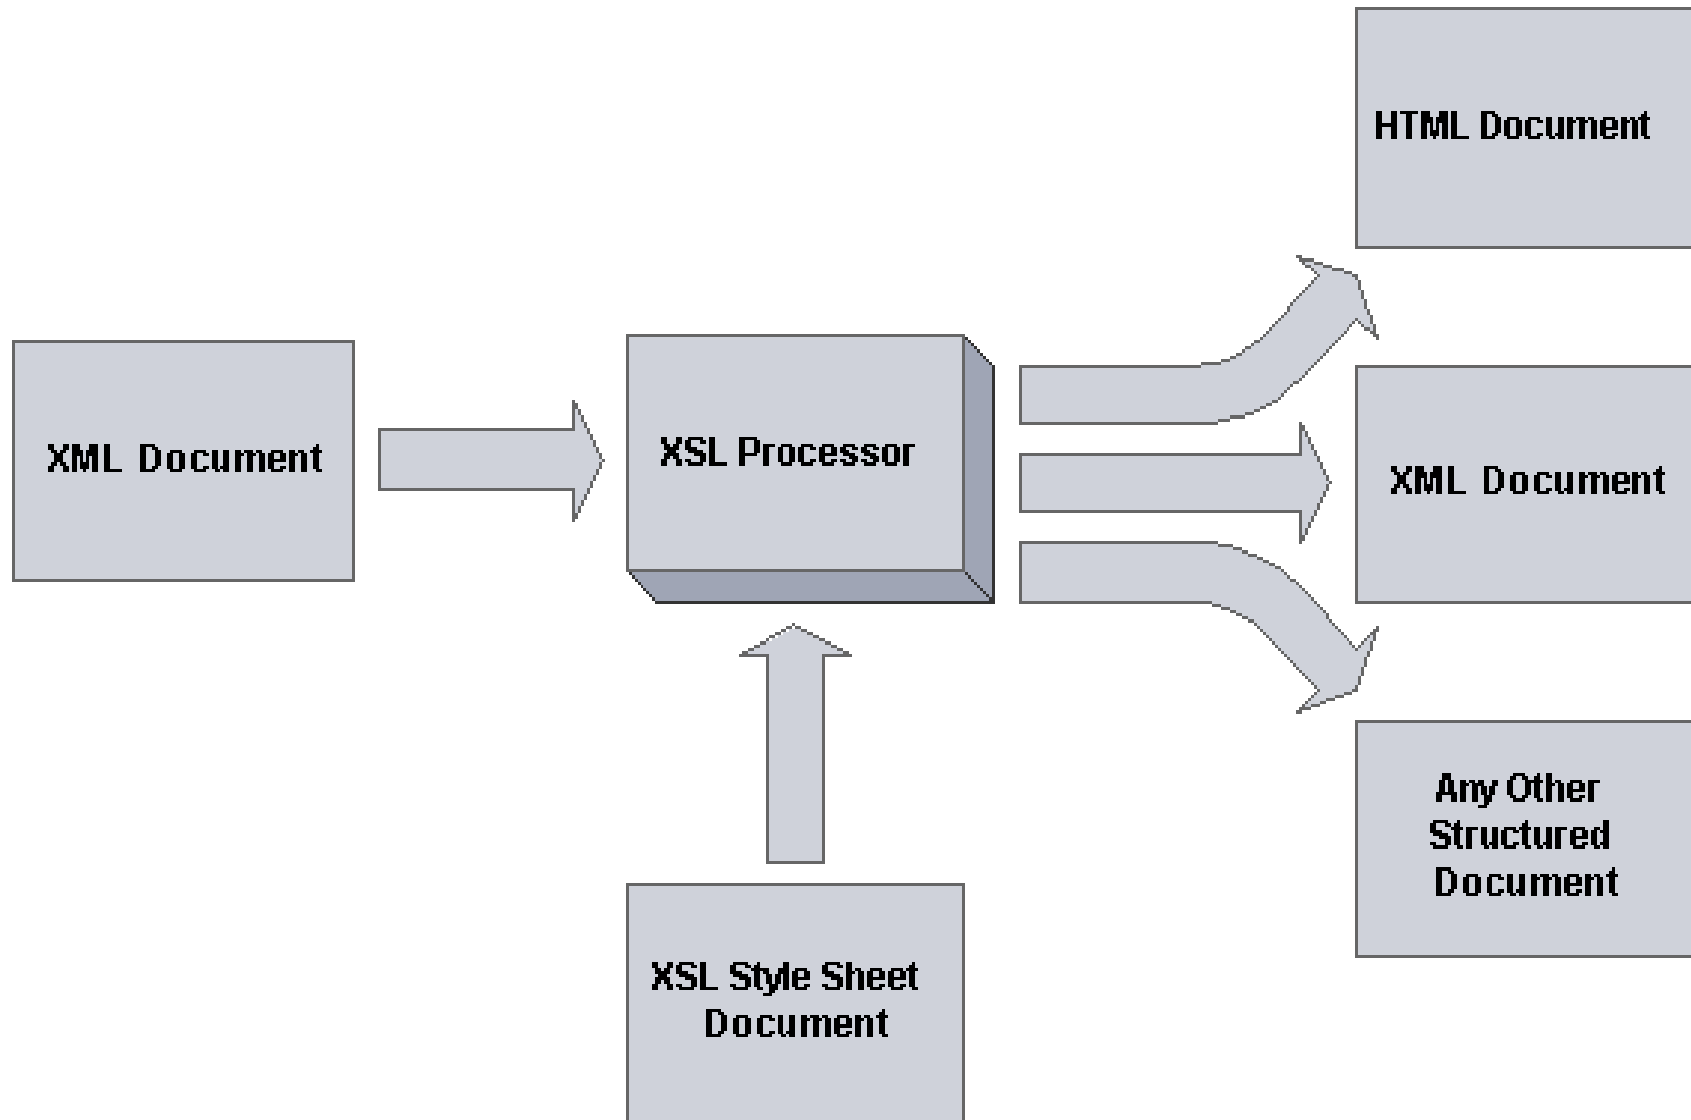 HTML Document
XML Document
XSL Processor
XML Document
Any Other
Structured
Document
XSL Style Sheet
Document